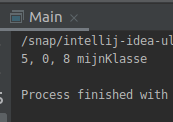 Main ×
/snap/intellij-idea-ul
5, 0, 8 mijnKlasse
Process finished with